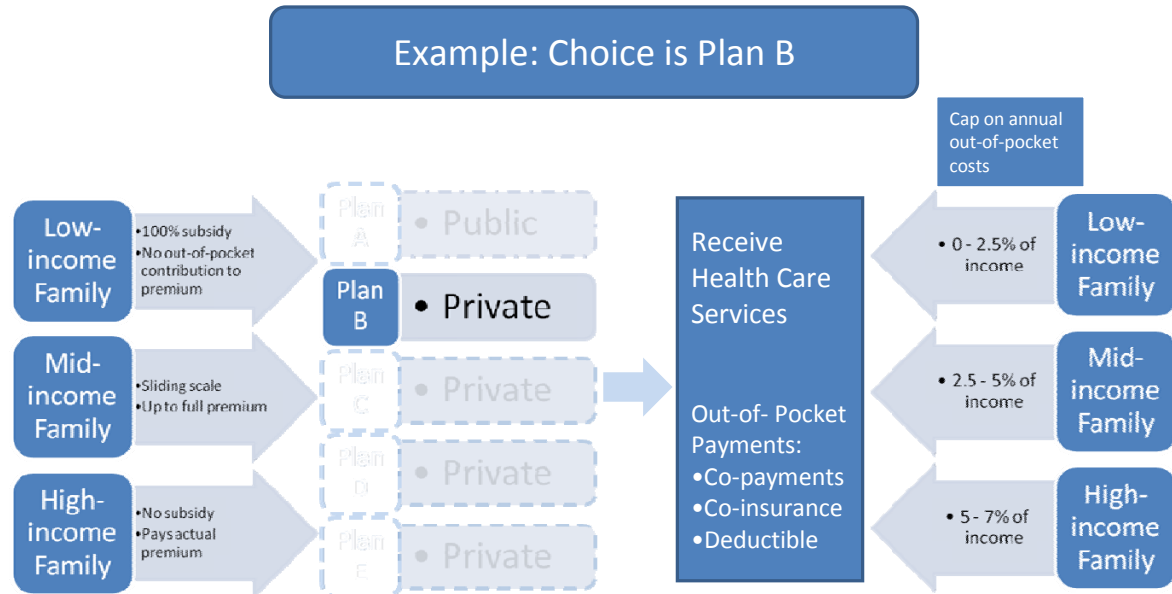 Example: Choice is Plan B
Low-
income
Family
•100% subsidy
•No out-of-pocket
contribution to
premium
Mid-
income
Family
•Sliding scale
•Up to full premium
High-
income
Family
•No subsidy
•Pays actual
premium
Plan
A
• Public
Plan
B
• Private
Plan
C
• Private
Plan
D
• Private
Plan
E
• Private
Receive
Health Care
Services
Out-of- Pocket
Payments:
•Co-payments
•Co-insurance
•Deductible
Cap on annual
out-of-pocket
costs
• 0 - 2.5% of
income
Low-
income
Family
• 2.5 - 5% of
income
Mid-
income
Family
• 5 - 7% of
income
High-
income
Family